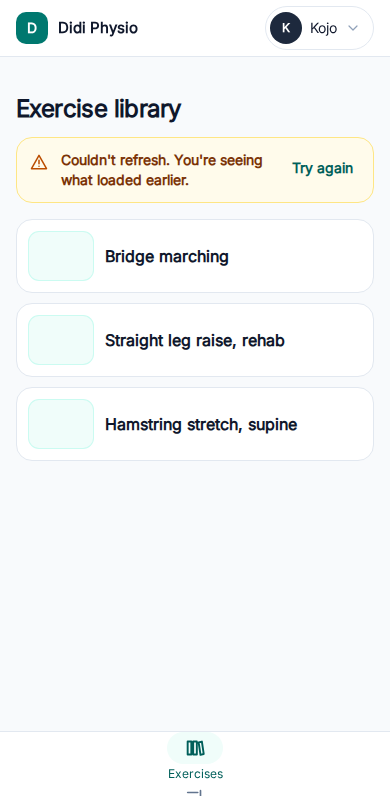 D Didi Physio
K Kojo
Exercise library
Couldn't refresh. You're seeing
what loaded earlier.
Try again
Bridge marching
Straight leg raise, rehab
Hamstring stretch, supine
Exercises